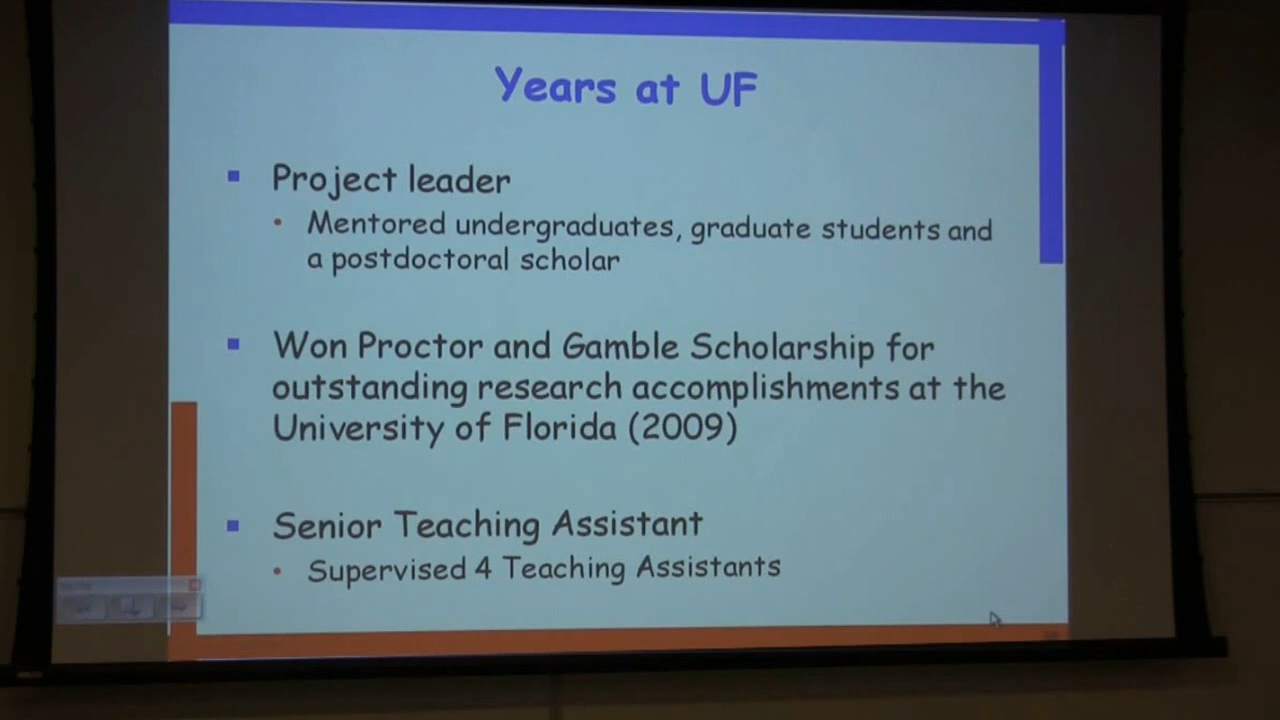 Years at UF
▪ Project leader
• Mentored undergraduates, graduate students and
a postdoctoral scholar
▪ Won Proctor and Gamble Scholarship for
outstanding research accomplishments at the
University of Florida (2009)
▪ Senior Teaching Assistant
• Supervised 4 Teaching Assistants